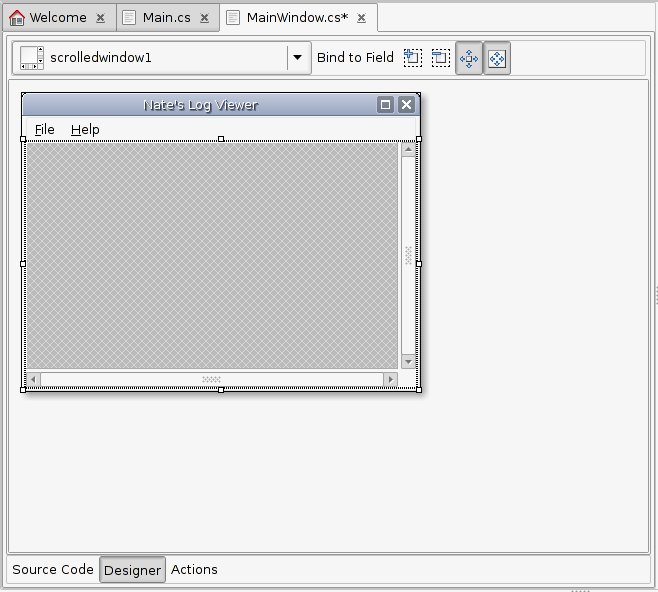 Welcome Main.cs MainWindow.cs*
scrolledwindow1 Bind to Field
Nate's Log Viewer
File Help
Source Code Designer Actions